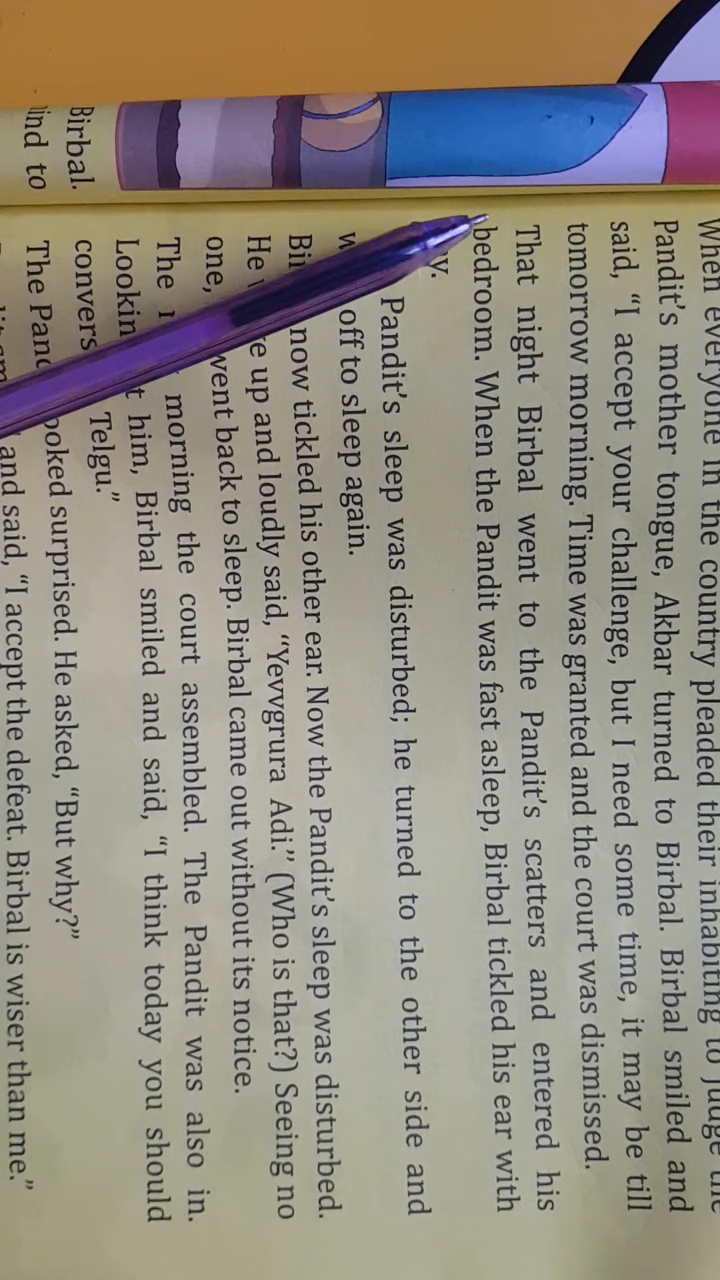 Birbal.
ind to
When everyone in the country pleaded their inhabiting to judge the
Pandit's mother tongue, Akbar turned to Birbal. Birbal smiled and
said, "I accept your challenge, but I need some time, it may be till
tomorrow morning. Time was granted and the court was dismissed.
That night Birbal went to the Pandit's scatters and entered his
bedroom. When the Pandit was fast asleep, Birbal tickled his ear with
y.
Pandit's sleep was disturbed; he turned to the other side and
w off to sleep again.
now tickled his other ear. Now the Pandit's sleep was disturbed.
He e up and loudly said, "Yevvgrura Adi." (Who is that?) Seeing no
one, went back to sleep. Birbal came out without its notice.
The morning the court assembled. The Pandit was also in.
Lookin t him, Birbal smiled and said, "I think today you should
convers Telgu."
The Pan ooked surprised. He asked, "But why?"
and said, "I accept the defeat. Birbal is wiser than me."